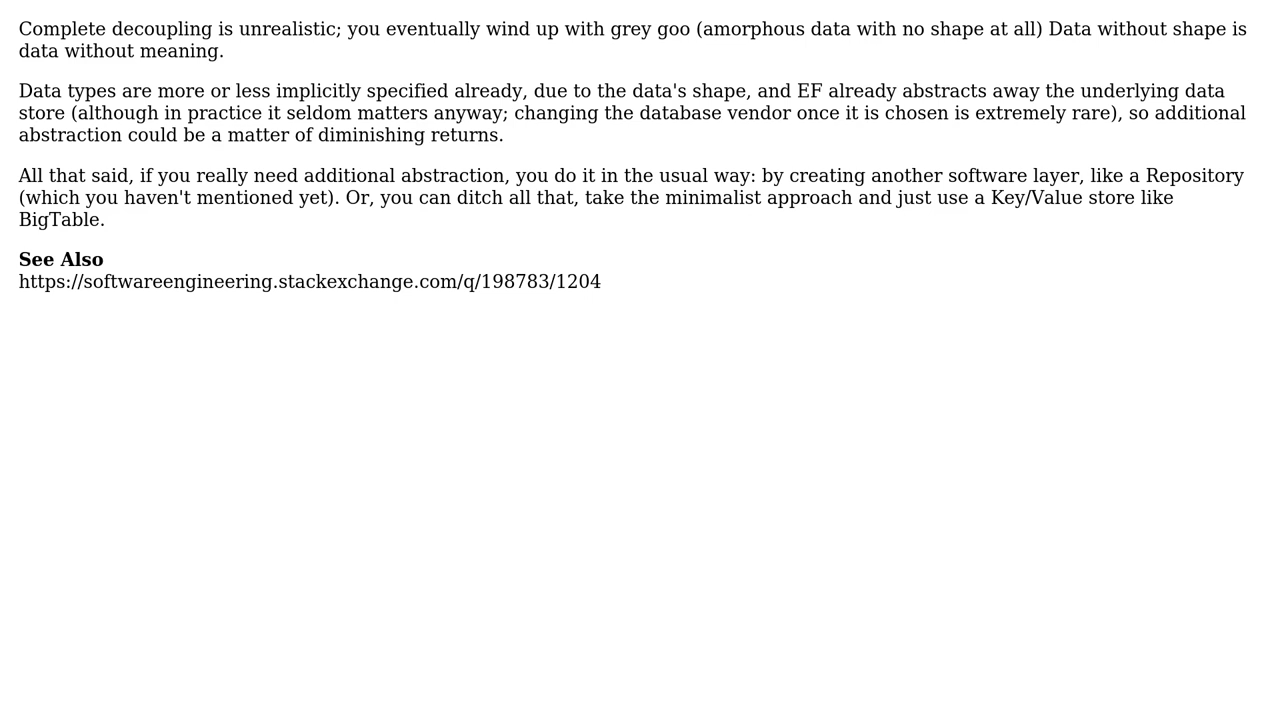 Complete decoupling is unrealistic; you eventually wind up with grey goo (amorphous data with no shape at all) Data without shape is
data without meaning.
Data types are more or less implicitly specified already, due to the data's shape, and EF already abstracts away the underlying data
store (although in practice it seldom matters anyway; changing the database vendor once it is chosen is extremely rare), so additional
abstraction could be a matter of diminishing returns.
All that said, if you really need additional abstraction, you do it in the usual way: by creating another software layer, like a Repository
(which you haven't mentioned yet). Or, you can ditch all that, take the minimalist approach and just use a Key/Value store like
BigTable.
See Also
https://softwareengineering.stackexchange.com/q/198783/1204